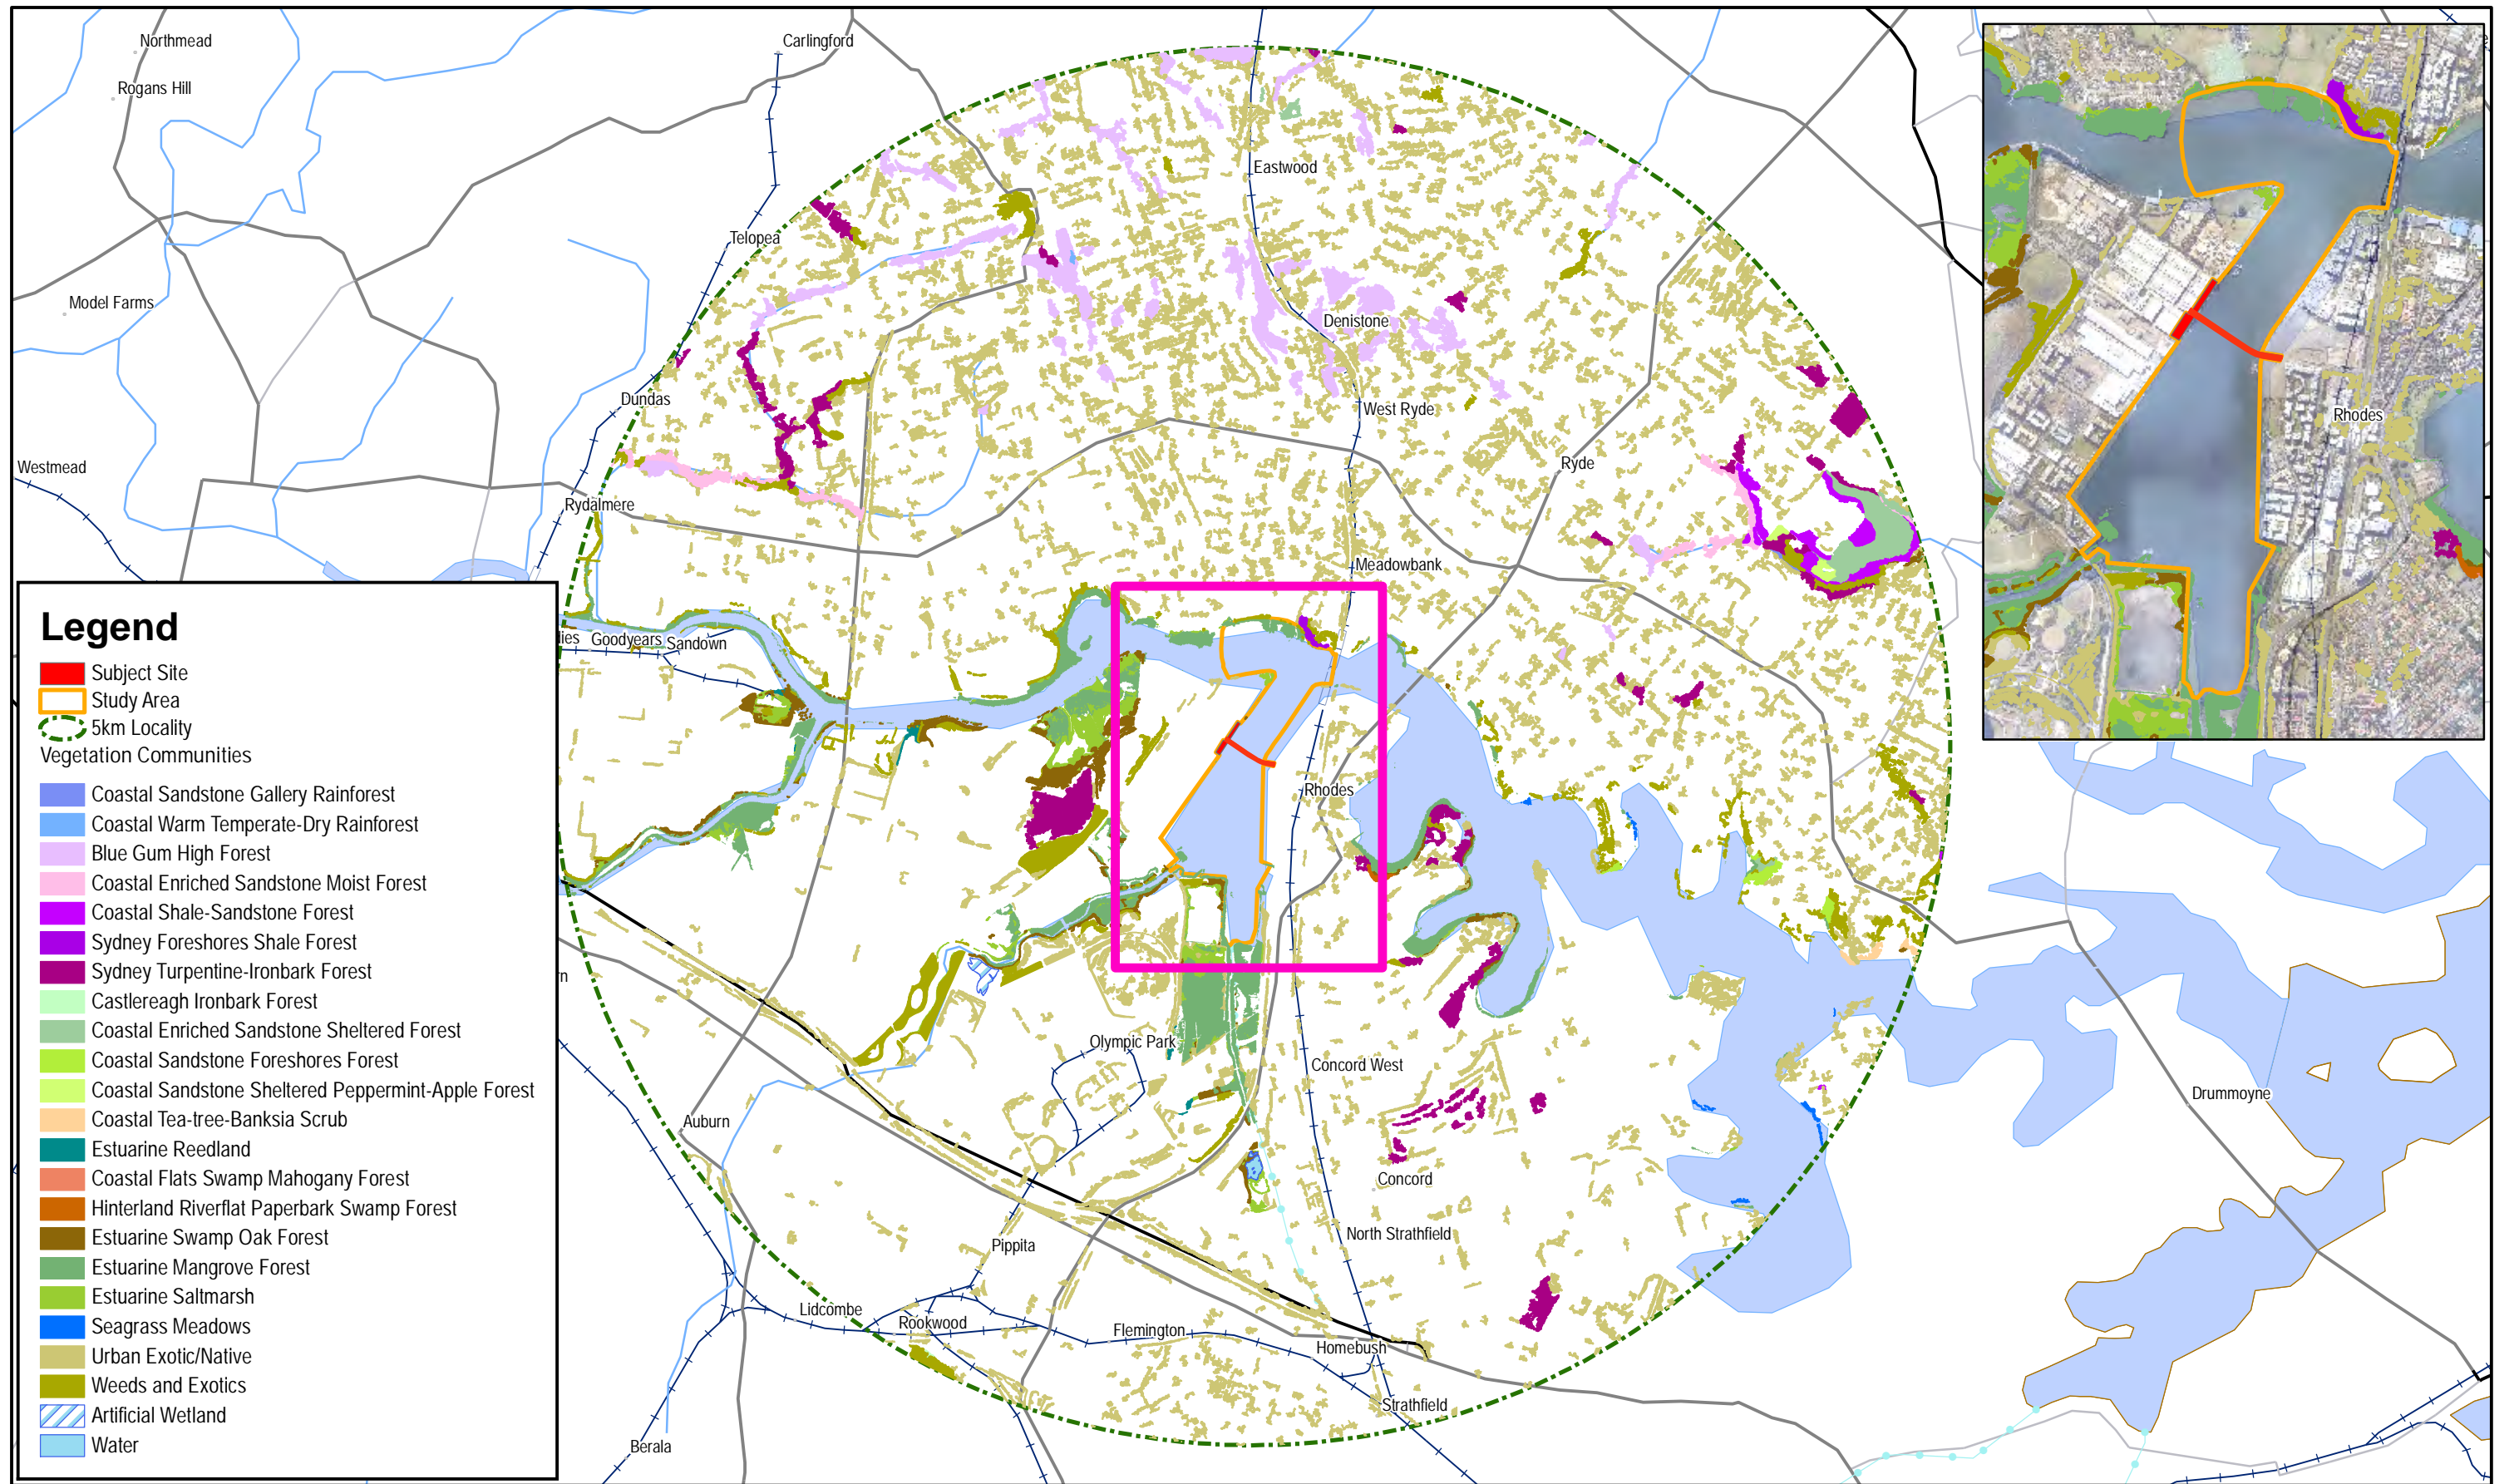 Northmead
Carlingford
Rogans Hill
Eastwood
Telopea
Model Farms
Denistone
Dundas
West Ryde
Rhodes
Westmead
Ryde
Rydalmere
Meadowbank
lies
Goodyears
Sandown
Rhodes
Olympic Park
Concord West
Auburn
Drummoyne
Concord
North Strathfield
Pippita
Lidcombe
Rookwood
Flemington
Homebush
Strathfield
Berala
rn
Legend
Subject Site
Study Area
5km Locality
Vegetation Communities
Coastal Sandstone Gallery Rainforest
Coastal Warm Temperate-Dry Rainforest
Blue Gum High Forest
Coastal Enriched Sandstone Moist Forest
Coastal Shale-Sandstone Forest
Sydney Foreshores Shale Forest
Sydney Turpentine-Ironbark Forest
Castlereagh Ironbark Forest
Coastal Enriched Sandstone Sheltered Forest
Coastal Sandstone Foreshores Forest
Coastal Sandstone Sheltered Peppermint-Apple Forest
Coastal Tea-tree-Banksia Scrub
Estuarine Reedland
Coastal Flats Swamp Mahogany Forest
Hinterland Riverflat Paperbark Swamp Forest
Estuarine Swamp Oak Forest
Estuarine Mangrove Forest
Estuarine Saltmarsh
Seagrass Meadows
Urban Exotic/Native
Weeds and Exotics
Artificial Wetland
Water